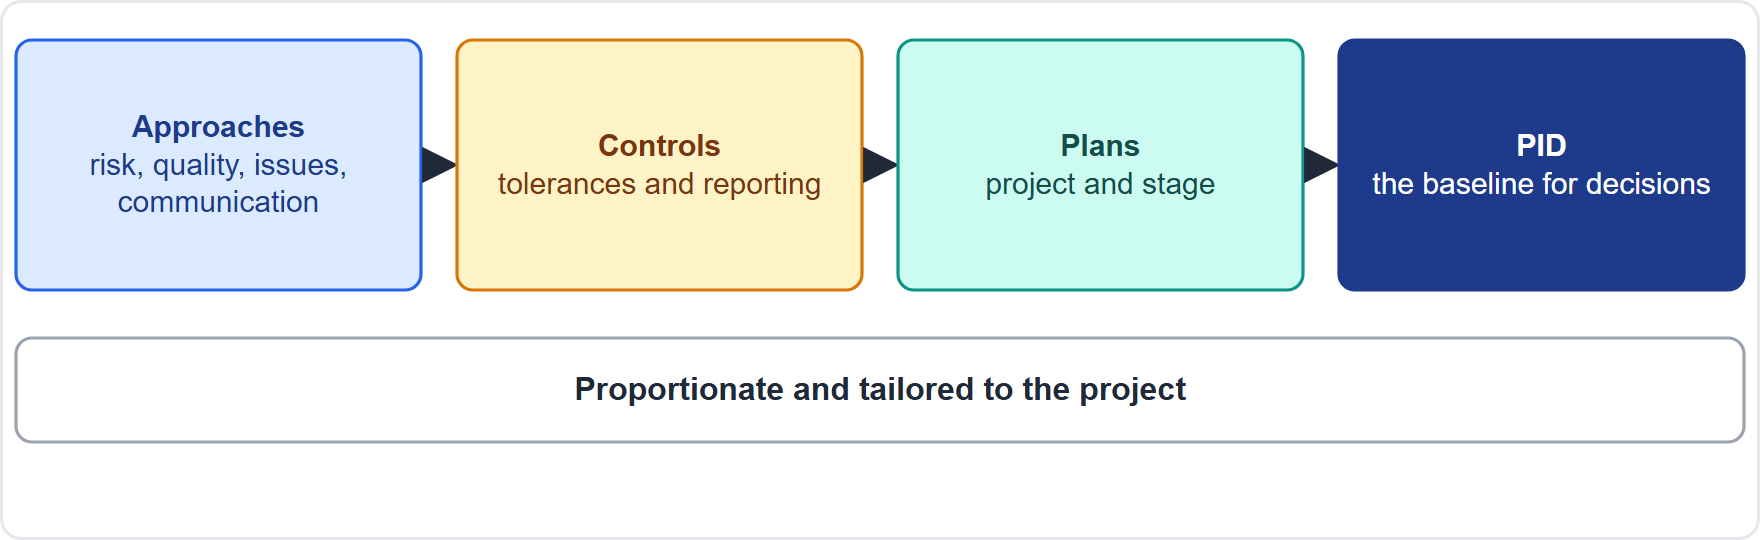 Approaches
risk, quality, issues,
communication
Controls
tolerances and reporting
Plans
project and stage
PID
the baseline for decisions
Proportionate and tailored to the project